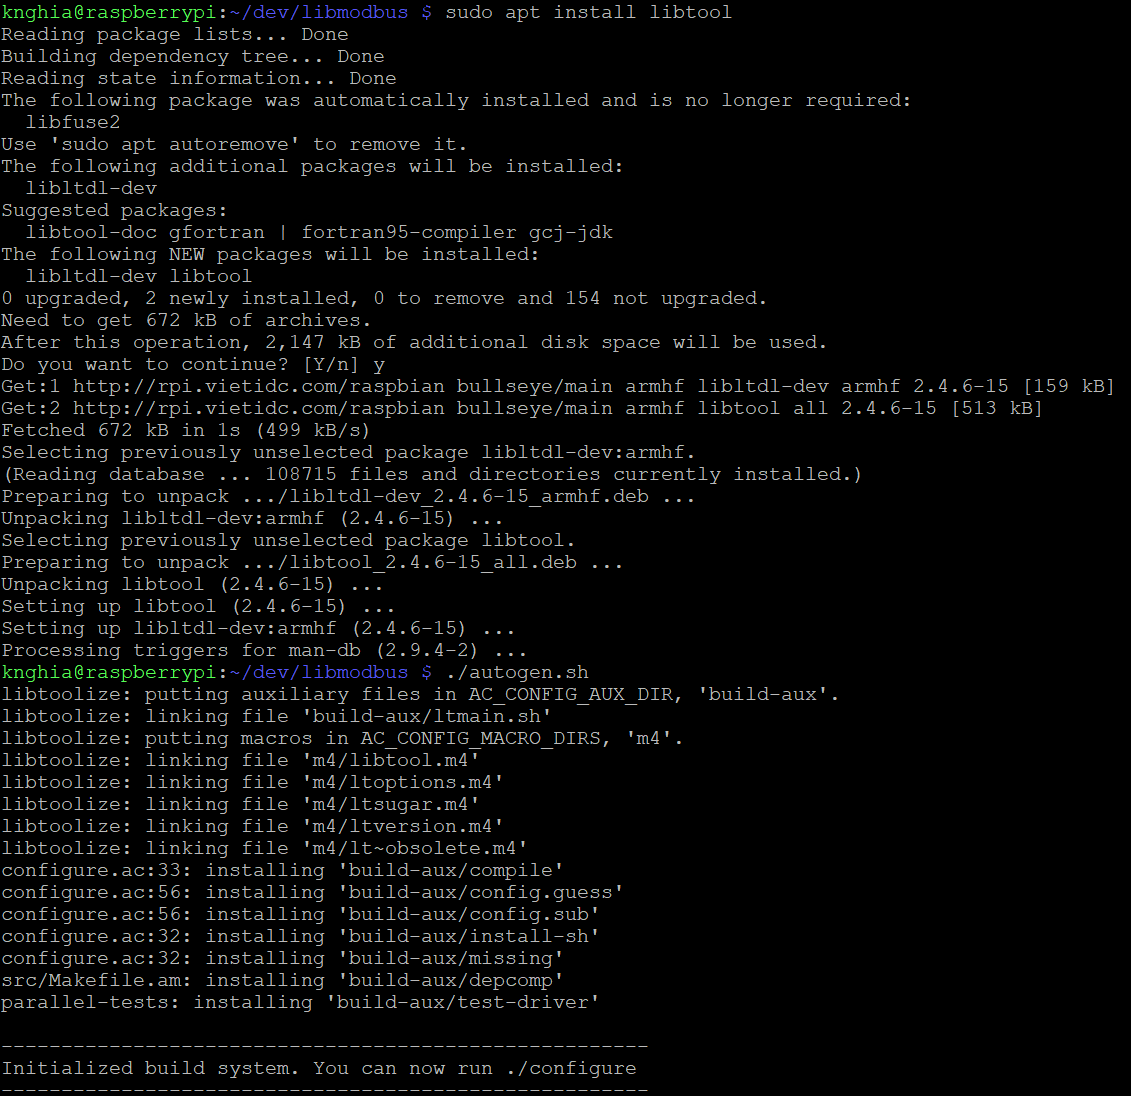 knghia@raspberrypi:~/dev/libmodbus $ sudo apt install libtool
Reading package lists... Done
Building dependency tree... Done
Reading state information... Done
The following package was automatically installed and is no longer required:
  libfuse2
Use 'sudo apt autoremove' to remove it.
The following additional packages will be installed:
  libltdl-dev
Suggested packages:
  libtool-doc gfortran | fortran95-compiler gcj-jdk
The following NEW packages will be installed:
  libltdl-dev libtool
0 upgraded, 2 newly installed, 0 to remove and 154 not upgraded.
Need to get 672 kB of archives.
After this operation, 2,147 kB of additional disk space will be used.
Do you want to continue? [Y/n] y
Get:1 http://rpi.vietidc.com/raspbian bullseye/main armhf libltdl-dev armhf 2.4.6-15 [159 kB]
Get:2 http://rpi.vietidc.com/raspbian bullseye/main armhf libtool all 2.4.6-15 [513 kB]
Fetched 672 kB in 1s (499 kB/s)
Selecting previously unselected package libltdl-dev:armhf.
(Reading database ... 108715 files and directories currently installed.)
Preparing to unpack .../libltdl-dev_2.4.6-15_armhf.deb ...
Unpacking libltdl-dev:armhf (2.4.6-15) ...
Selecting previously unselected package libtool.
Preparing to unpack .../libtool_2.4.6-15_all.deb ...
Unpacking libtool (2.4.6-15) ...
Setting up libtool (2.4.6-15) ...
Setting up libltdl-dev:armhf (2.4.6-15) ...
Processing triggers for man-db (2.9.4-2) ...
knghia@raspberrypi:~/dev/libmodbus $ ./autogen.sh
libtoolize: putting auxiliary files in AC_CONFIG_AUX_DIR, 'build-aux'.
libtoolize: linking file 'build-aux/ltmain.sh'
libtoolize: putting macros in AC_CONFIG_MACRO_DIRS, 'm4'.
libtoolize: linking file 'm4/libtool.m4'
libtoolize: linking file 'm4/ltoptions.m4'
libtoolize: linking file 'm4/ltsugar.m4'
libtoolize: linking file 'm4/ltversion.m4'
libtoolize: linking file 'm4/lt~obsolete.m4'
configure.ac:33: installing 'build-aux/compile'
configure.ac:56: installing 'build-aux/config.guess'
configure.ac:56: installing 'build-aux/config.sub'
configure.ac:32: installing 'build-aux/install-sh'
configure.ac:32: installing 'build-aux/missing'
src/Makefile.am: installing 'build-aux/depcomp'
parallel-tests: installing 'build-aux/test-driver'

------------------------------------------------------
Initialized build system. You can now run ./configure
------------------------------------------------------